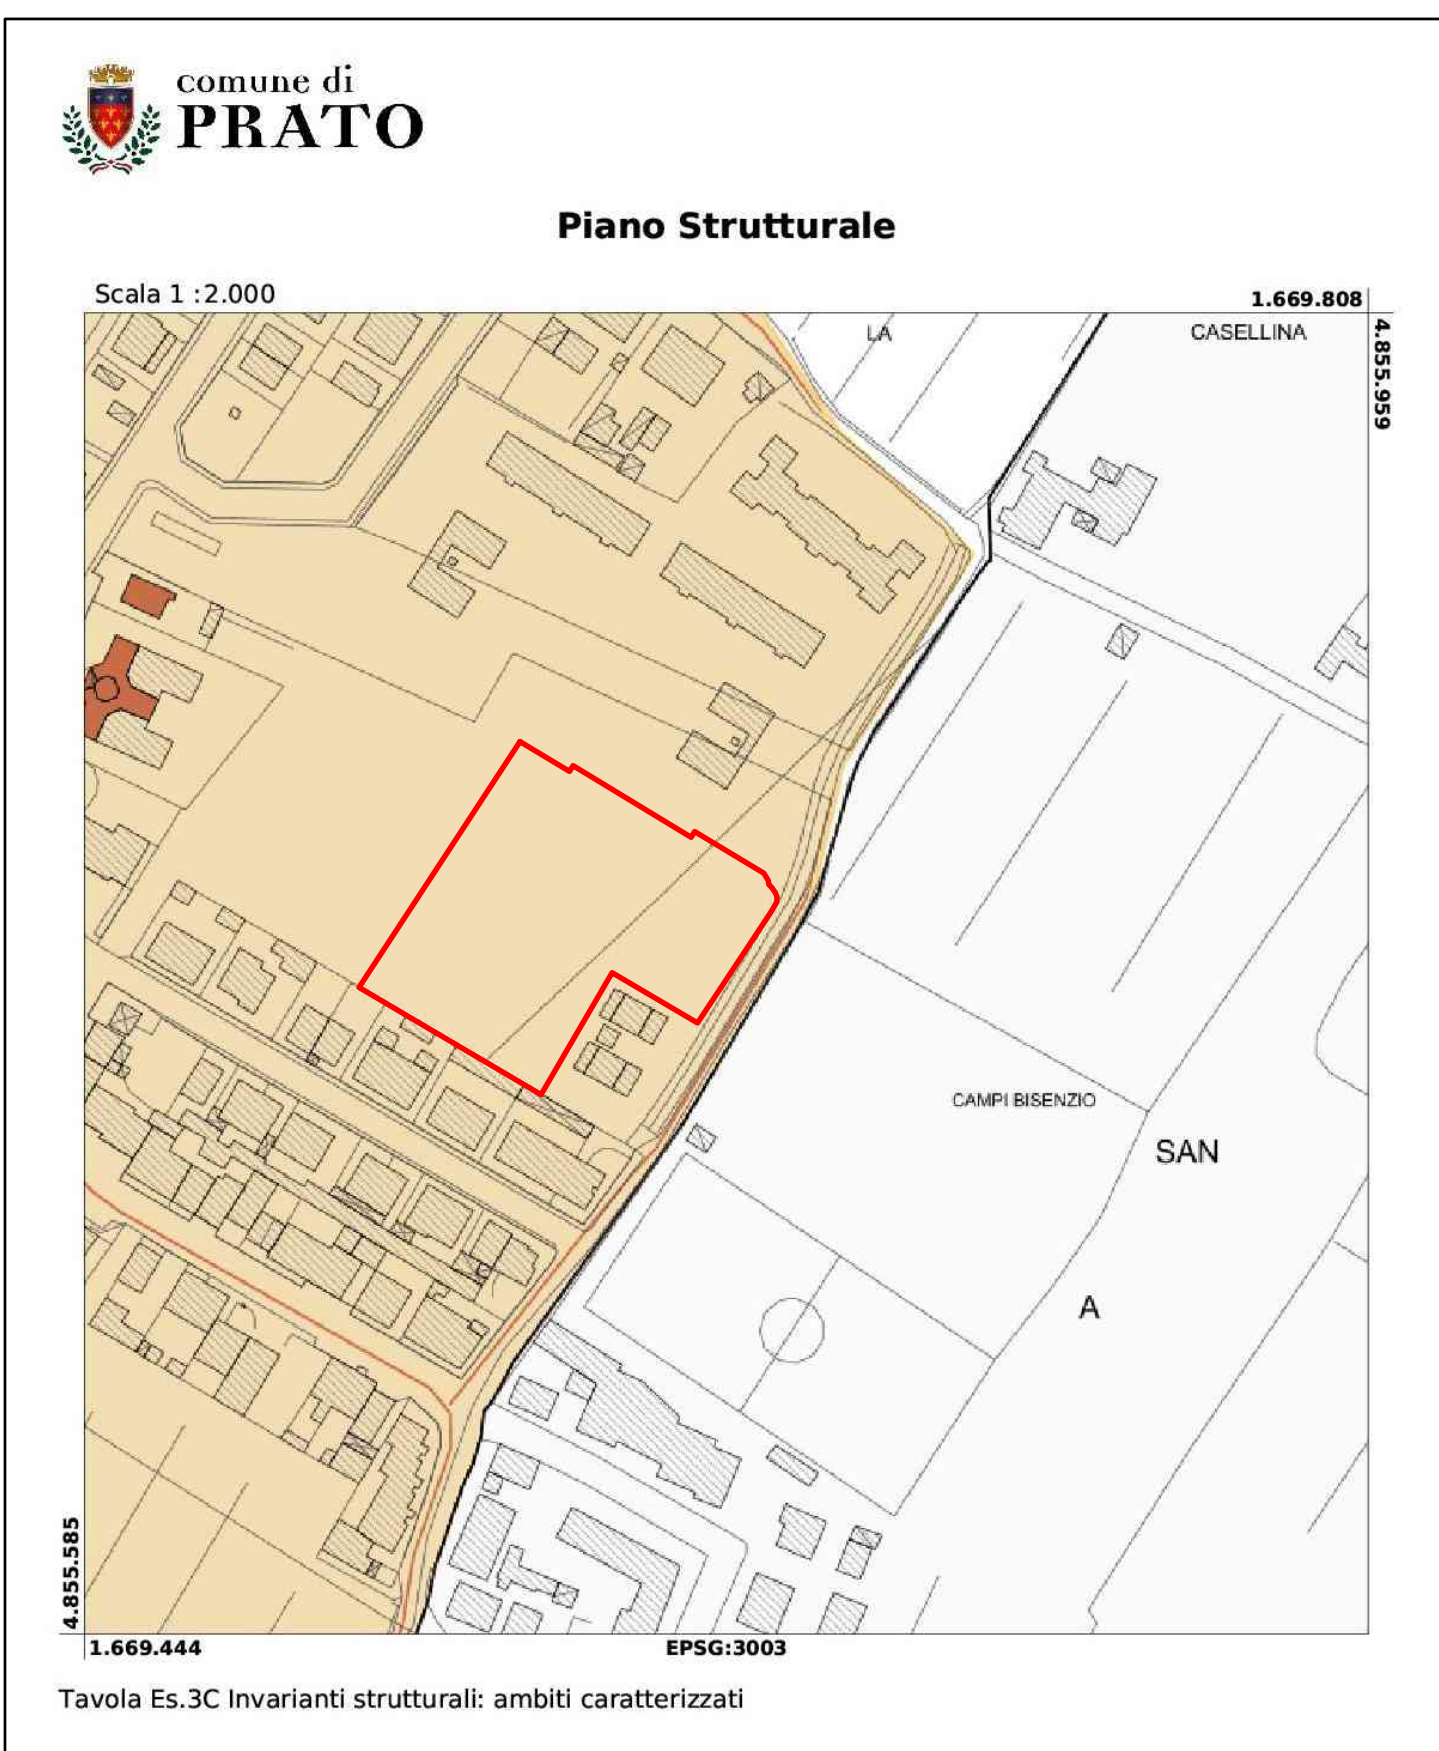 comune di
PRATO
Piano Strutturale
Scala 1 :2.000
1.669.808
4.855.959
LA
CASELLINA
CAMPI BISENZIO
SAN
A
4.855.585
1.669.444
EPSG:3003
Tavola Es.3C Invarianti strutturali: ambiti caratterizzati